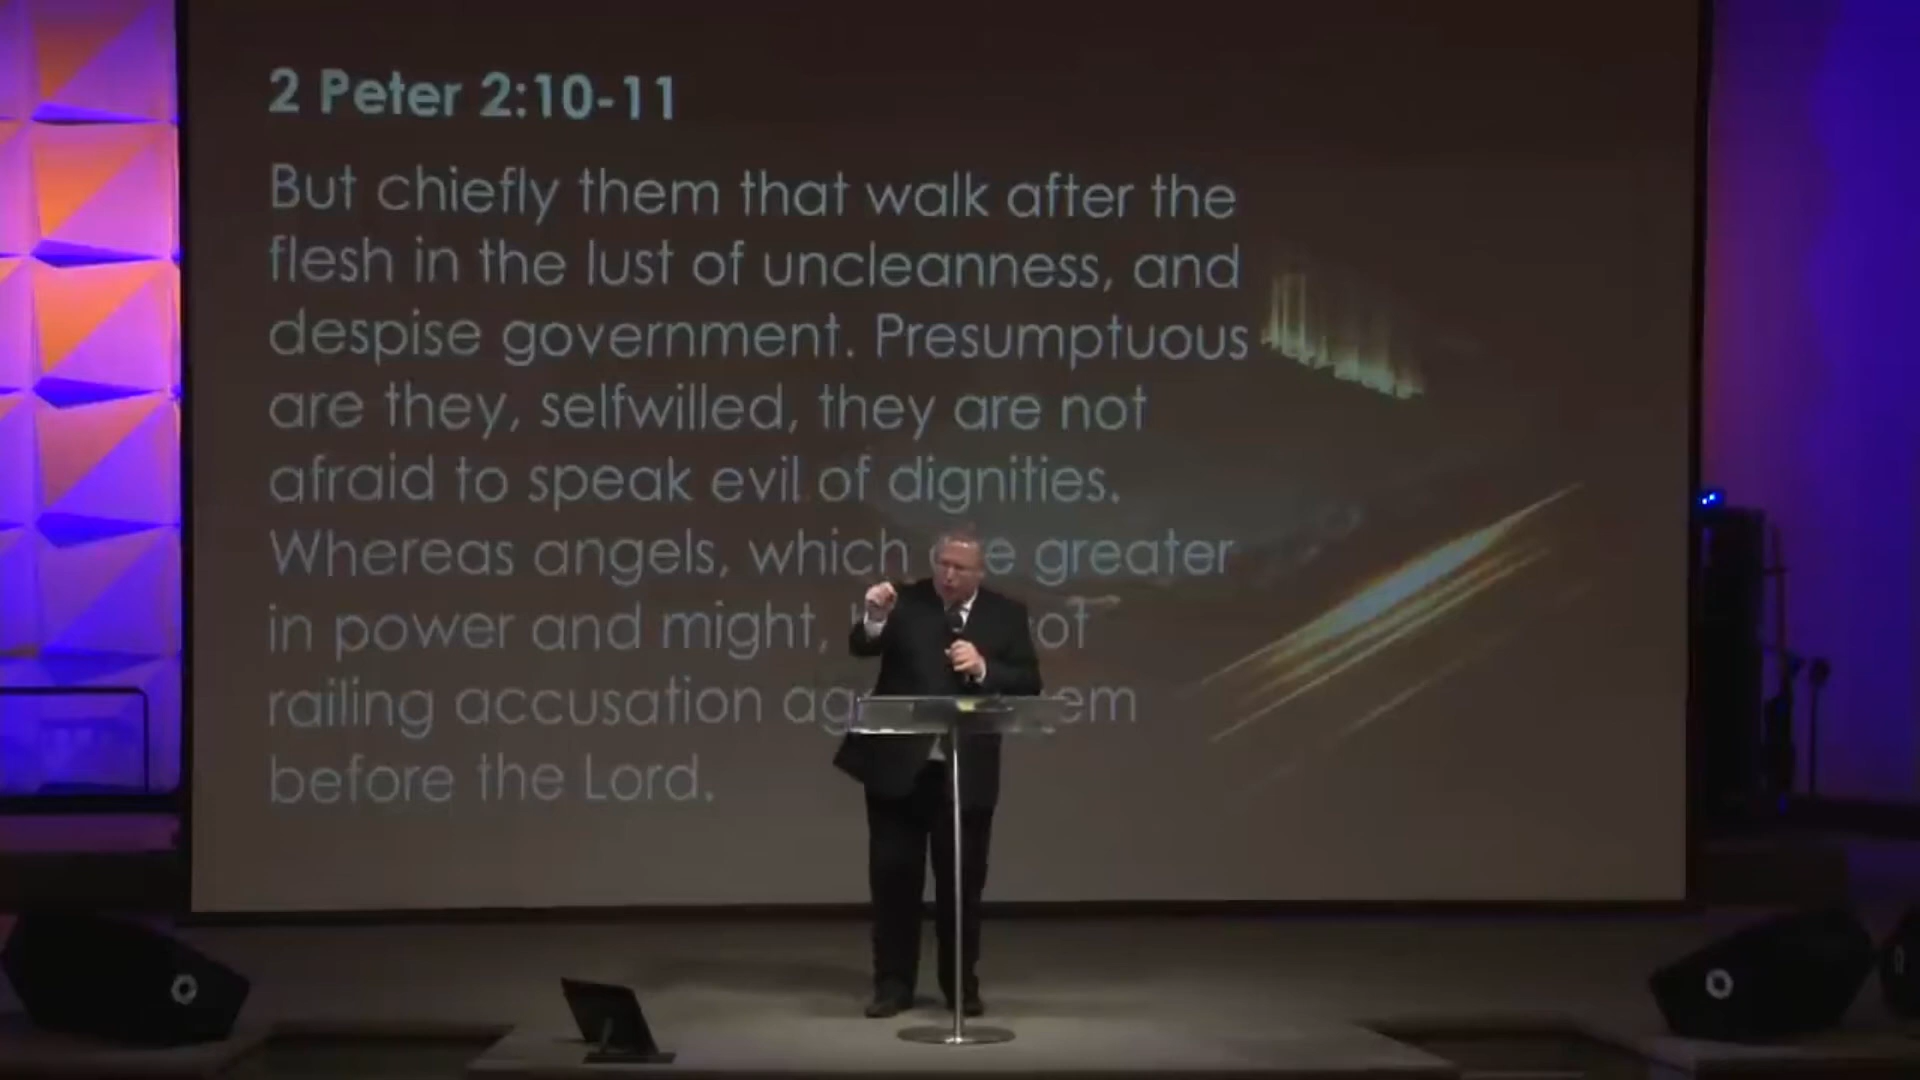 2 Peter 2:10-11
But chiefly them that walk after the
flesh in the lust of uncleanness, and
despise government. Presumptuous
are they, selfwilled, they are not
afraid to speak evil of dignities.
Whereas angels, which greater
in power and might,
railing accusation
before the Lord.